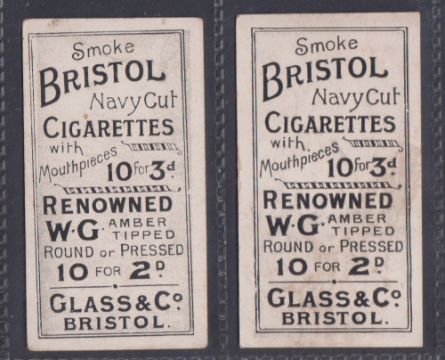 Smoke
BRISTOL
Navy Cut
CIGARETTES
with
Mouthpieces
10 for 3d.
RENOWNED
W.G. AMBER TIPPED
ROUND or PRESSED
10 FOR 2D.
GLASS & Co.
BRISTOL.
Smoke
BRISTOL
Navy Cut
CIGARETTES
with
Mouthpieces
10 for 3d.
RENOWNED
W.G. AMBER TIPPED
ROUND or PRESSED
10 FOR 2D.
GLASS & Co.
BRISTOL.